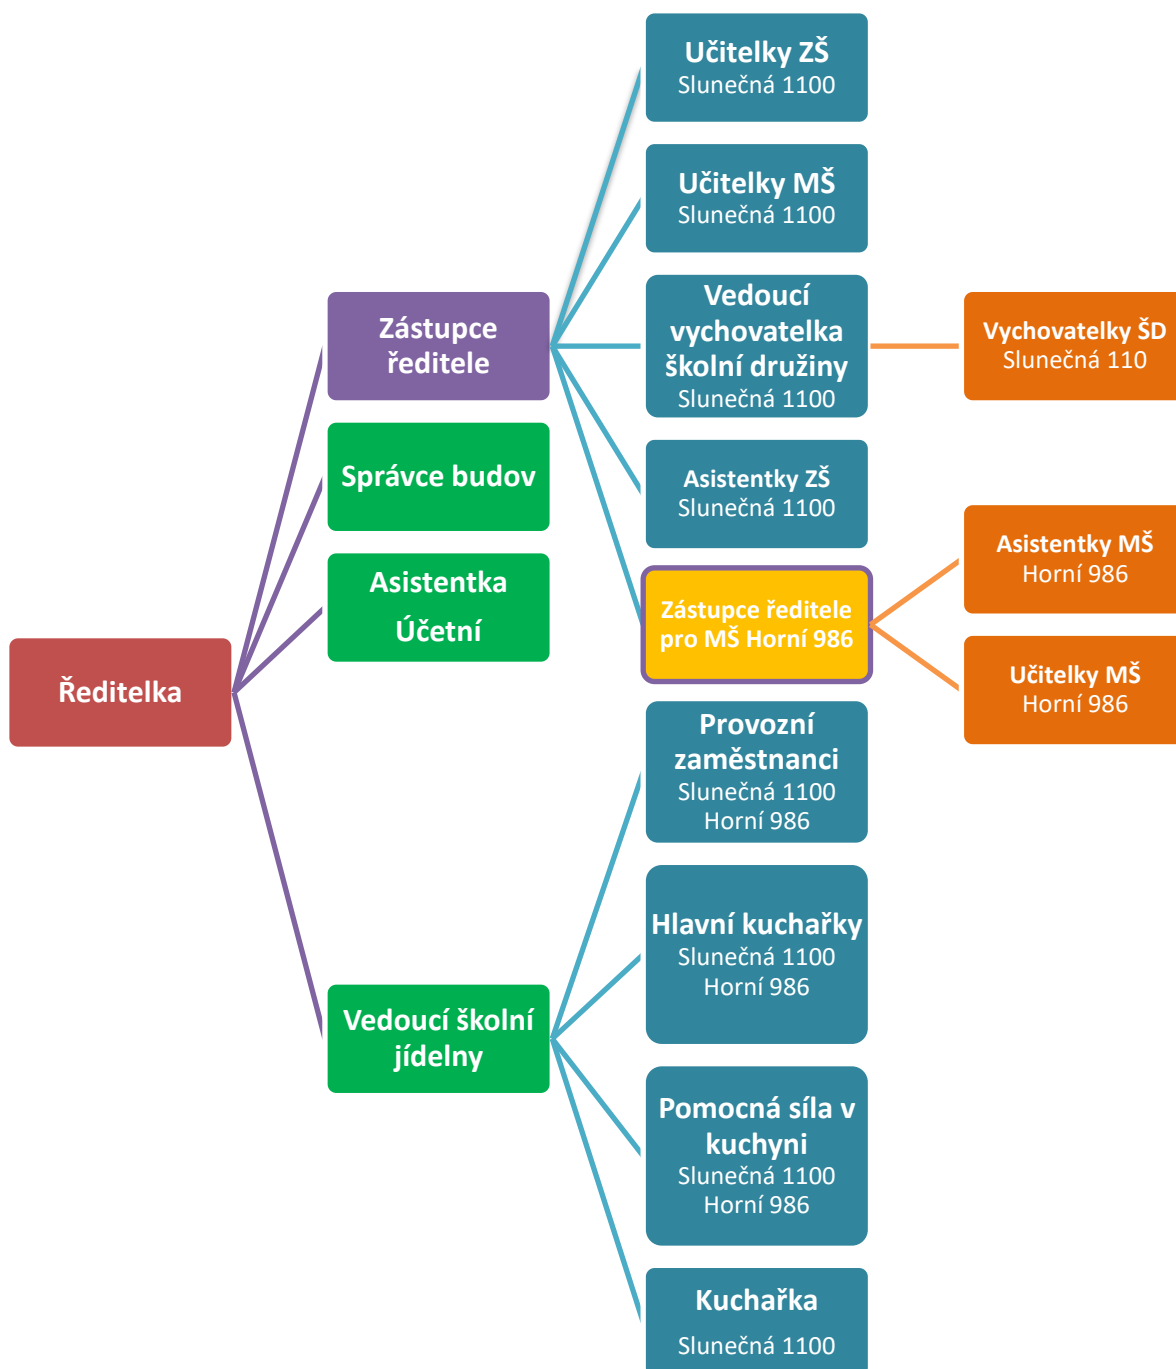 Učitelky ZŠ
Slunečná 1100
Učitelky MŠ
Slunečná 1100
Vedoucí
vychovatelka
školní družiny
Slunečná 1100
Vychovatelky ŠD
Slunečná 110
Zástupce
ředitele
Správce budov
Asistentky ZŠ
Slunečná 1100
Asistentka
Účetní
Zástupce ředitele
pro MŠ Horní 986
Asistentky MŠ
Horní 986
Učitelky MŠ
Horní 986
Ředitelka
Provozní
zaměstnanci
Slunečná 1100
Horní 986
Hlavní kuchařky
Slunečná 1100
Horní 986
Vedoucí školní
jídelny
Pomocná síla v
kuchyni
Slunečná 1100
Horní 986
Kuchařka
Slunečná 1100